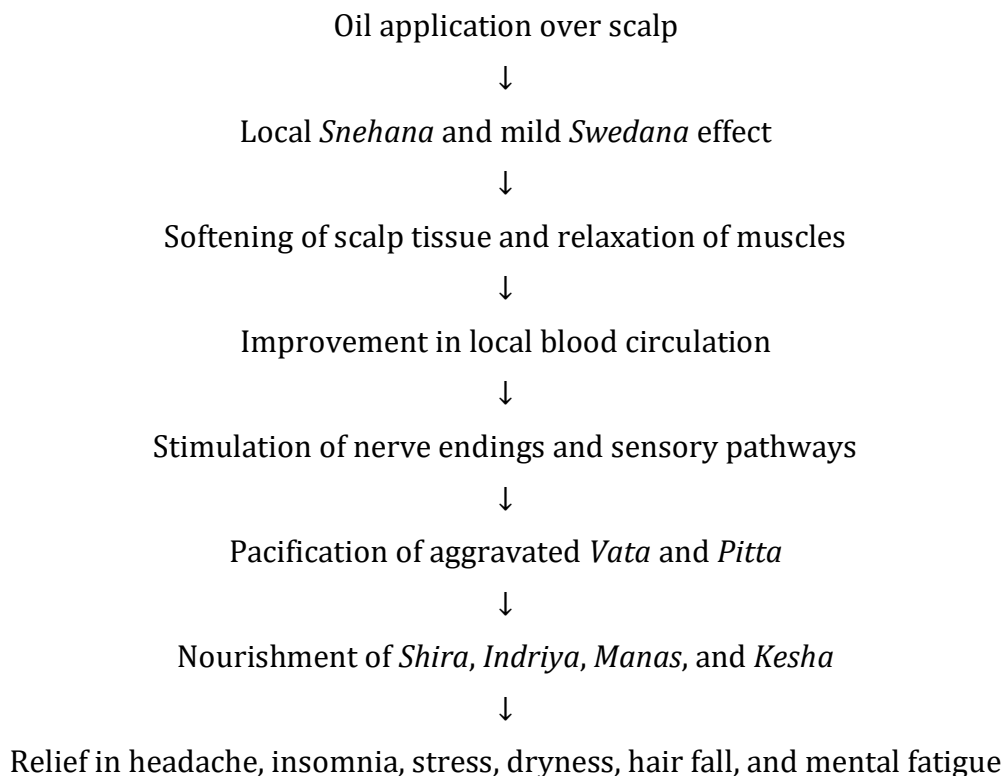 Oil application over scalp
↓
Local Snehana and mild Swedana effect
↓
Softening of scalp tissue and relaxation of muscles
↓
Improvement in local blood circulation
↓
Stimulation of nerve endings and sensory pathways
↓
Pacification of aggravated Vata and Pitta
↓
Nourishment of Shira, Indriya, Manas, and Kesha
↓
Relief in headache, insomnia, stress, dryness, hair fall, and mental fatigue